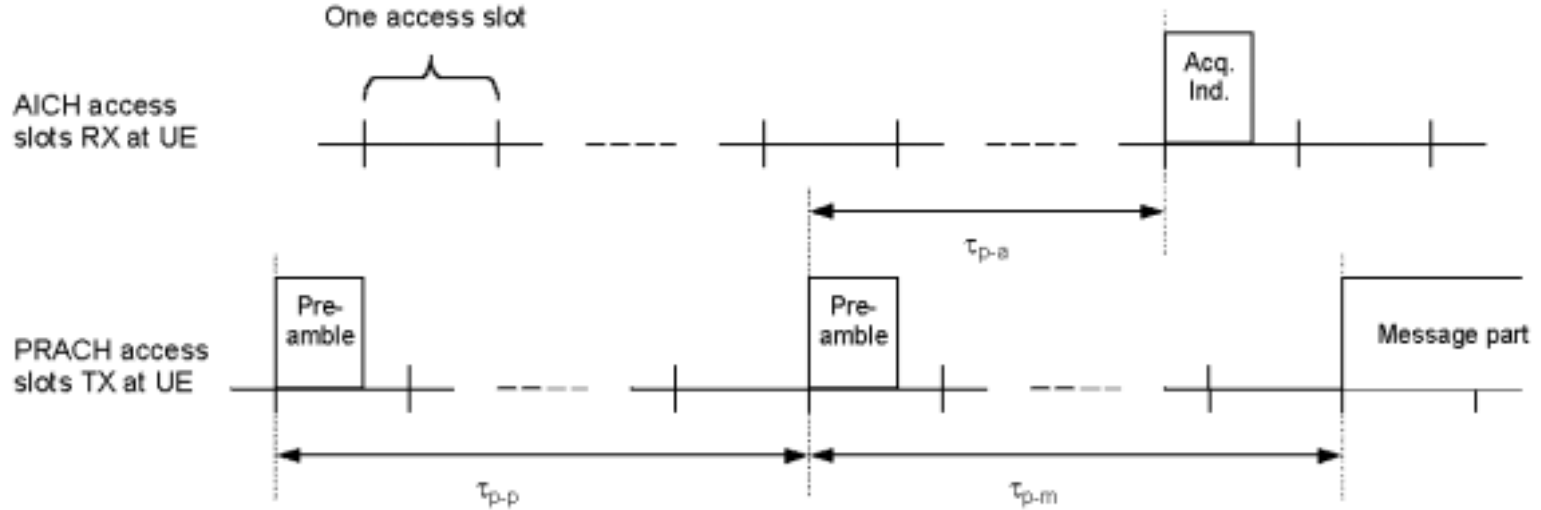 One access slot
AICH access
slots RX at UE
Acq.
Ind.
τp-a
Pre-
amble
Pre-
amble
Message part
PRACH access
slots TX at UE
τp-p
τp-m